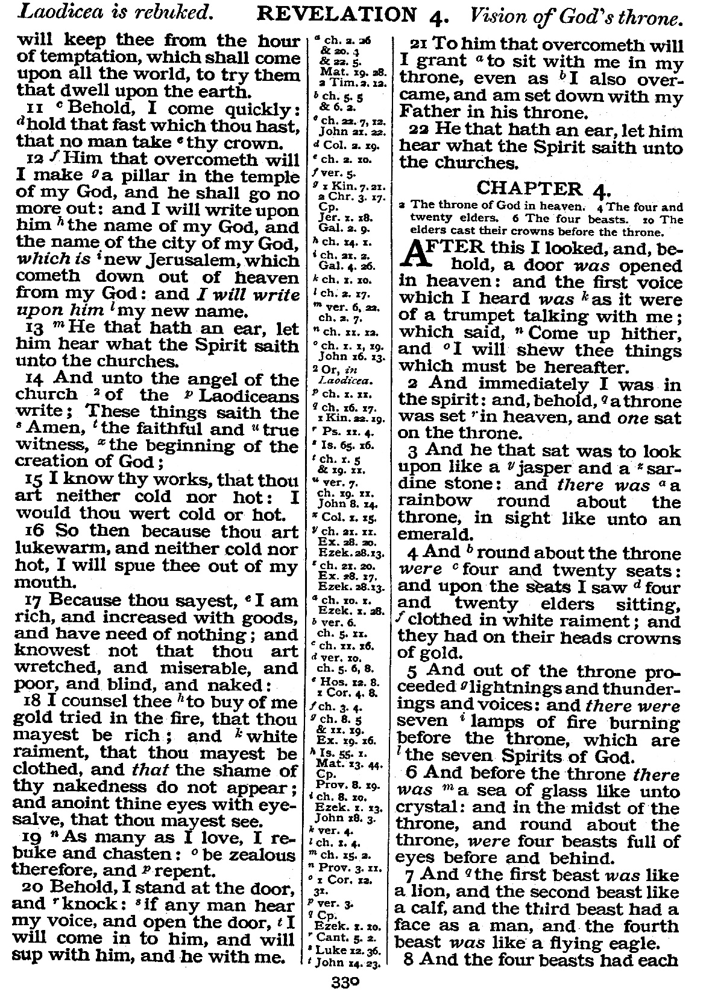 Laodicea is rebuked. REVELATION 4. Vision of God's throne.
will keep thee from the hour
of temptation, which shall come
upon all the world, to try them
that dwell upon the earth.
11 c Behold, I come quickly:
d hold that fast which thou hast,
that no man take e thy crown.
12 f Him that overcometh will
I make g a pillar in the temple
of my God, and he shall go no
more out: and I will write upon
him h the name of my God, and
the name of the city of my God,
which is i new Jerusalem, which
cometh down out of heaven
from my God: and I will write
upon him l my new name.
13 m He that hath an ear, let
him hear what the Spirit saith
unto the churches.
14 And unto the angel of the
church 2 of the p Laodiceans
write; These things saith the
s Amen, t the faithful and u true
witness, x the beginning of the
creation of God;
15 I know thy works, that thou
art neither cold nor hot: I
would thou wert cold or hot.
16 So then because thou art
lukewarm, and neither cold nor
hot, I will spue thee out of my
mouth.
17 Because thou sayest, e I am
rich, and increased with goods,
and have need of nothing; and
knowest not that thou art
wretched, and miserable, and
poor, and blind, and naked:
18 I counsel thee h to buy of me
gold tried in the fire, that thou
mayest be rich; and k white
raiment, that thou mayest be
clothed, and that the shame of
thy nakedness do not appear;
and anoint thine eyes with eye-
salve, that thou mayest see.
19 n As many as I love, I re-
buke and chasten: o be zealous
therefore, and p repent.
20 Behold, I stand at the door,
and r knock: s if any man hear
my voice, and open the door, t I
will come in to him, and will
sup with him, and he with me.
a ch. 2. 26
& 20. 4
& 22. 5.
Mat. 19. 28.
2 Tim. 2. 12.
b ch. 5. 5
& 6. 2.
c ch. 22. 7, 12.
John 21. 22.
d Col. 2. 19.
e ch. 2. 10.
f ver. 5.
g 1 Kin. 7. 21.
2 Chr. 3. 17.
Cp.
Jer. 1. 18.
Gal. 2. 9.
h ch. 14. 1.
i ch. 21. 2.
Gal. 4. 26.
k ch. 1. 10.
l ch. 2. 17.
m ver. 6, 22.
ch. 2. 7.
n ch. 11. 12.
o ch. 1. 1, 19.
John 16. 13.
2 Or, in
Laodicea.
p ch. 1. 11.
q ch. 16. 17.
1 Kin. 22. 19.
r Ps. 11. 4.
s Is. 65. 16.
t ch. 1. 5
& 19. 11.
u ver. 7.
ch. 19. 11.
John 8. 14.
x Col. 1. 15.
y ch. 21. 11.
Ex. 28. 20.
Ezek. 28. 13.
z ch. 21. 20.
Ex. 28. 17.
Ezek. 28. 13.
a ch. 10. 1.
Ezek. 1. 28.
b ver. 6.
ch. 5. 11.
c ch. 11. 16.
d ver. 10.
ch. 5. 6, 8.
e Hos. 12. 8.
1 Cor. 4. 8.
f ch. 3. 4.
g ch. 8. 5
& 11. 19.
Ex. 19. 16.
h Is. 55. 1.
Mat. 13. 44.
Cp.
Prov. 8. 19.
i ch. 8. 10.
Ezek. 1. 13.
John 18. 3.
k ver. 4.
l ch. 1. 4.
m ch. 15. 2.
n Prov. 3. 11.
o 1 Cor. 12.
31.
p ver. 3.
q Cp.
Ezek. 1. 10.
r Cant. 5. 2.
s Luke 12. 36.
t John 14. 23.
21 To him that overcometh will
I grant a to sit with me in my
throne, even as b I also over-
came, and am set down with my
Father in his throne.
22 He that hath an ear, let him
hear what the Spirit saith unto
the churches.
CHAPTER 4.
2 The throne of God in heaven. 4 The four and
twenty elders. 6 The four beasts. 10 The
elders cast their crowns before the throne.
AFTER this I looked, and, be-
hold, a door was opened
in heaven: and the first voice
which I heard was k as it were
of a trumpet talking with me;
which said, n Come up hither,
and o I will shew thee things
which must be hereafter.
2 And immediately I was in
the spirit: and, behold, q a throne
was set r in heaven, and one sat
on the throne.
3 And he that sat was to look
upon like a y jasper and a z sar-
dine stone: and there was a a
rainbow round about the
throne, in sight like unto an
emerald.
4 And b round about the throne
were c four and twenty seats:
and upon the seats I saw d four
and twenty elders sitting,
f clothed in white raiment; and
they had on their heads crowns
of gold.
5 And out of the throne pro-
ceeded g lightnings and thunder-
ings and voices: and there were
seven i lamps of fire burning
before the throne, which are
l the seven Spirits of God.
6 And before the throne there
was m a sea of glass like unto
crystal: and in the midst of the
throne, and round about the
throne, were four beasts full of
eyes before and behind.
7 And q the first beast was like
a lion, and the second beast like
a calf, and the third beast had a
face as a man, and the fourth
beast was like a flying eagle.
8 And the four beasts had each
330